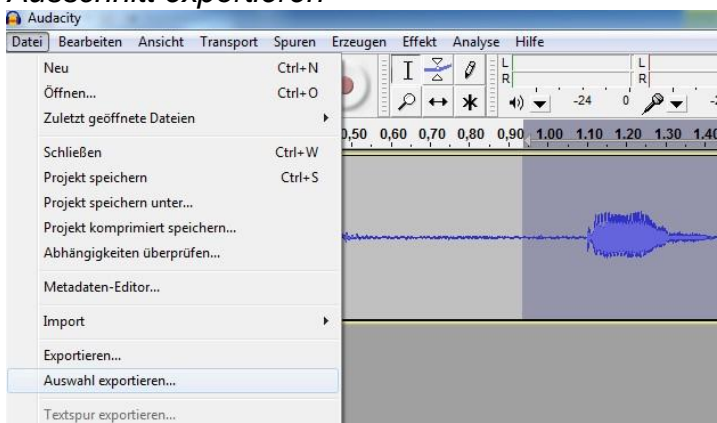 Ausschnitt exportieren
Audacity
Datei Bearbeiten Ansicht Transport Spuren Erzeugen Effekt Analyse Hilfe
Neu Ctrl+N
Öffnen... Ctrl+O
Zuletzt geöffnete Dateien
Schließen Ctrl+W
Projekt speichern Ctrl+S
Projekt speichern unter...
Projekt komprimiert speichern...
Abhängigkeiten überprüfen...
Metadaten-Editor...
Import
Exportieren...
Auswahl exportieren...
Textspur exportieren...
L
R
-24 0
L
R
0,50 0,60 0,70 0,80 0,90 1.00 1.10 1.20 1.30 1.40